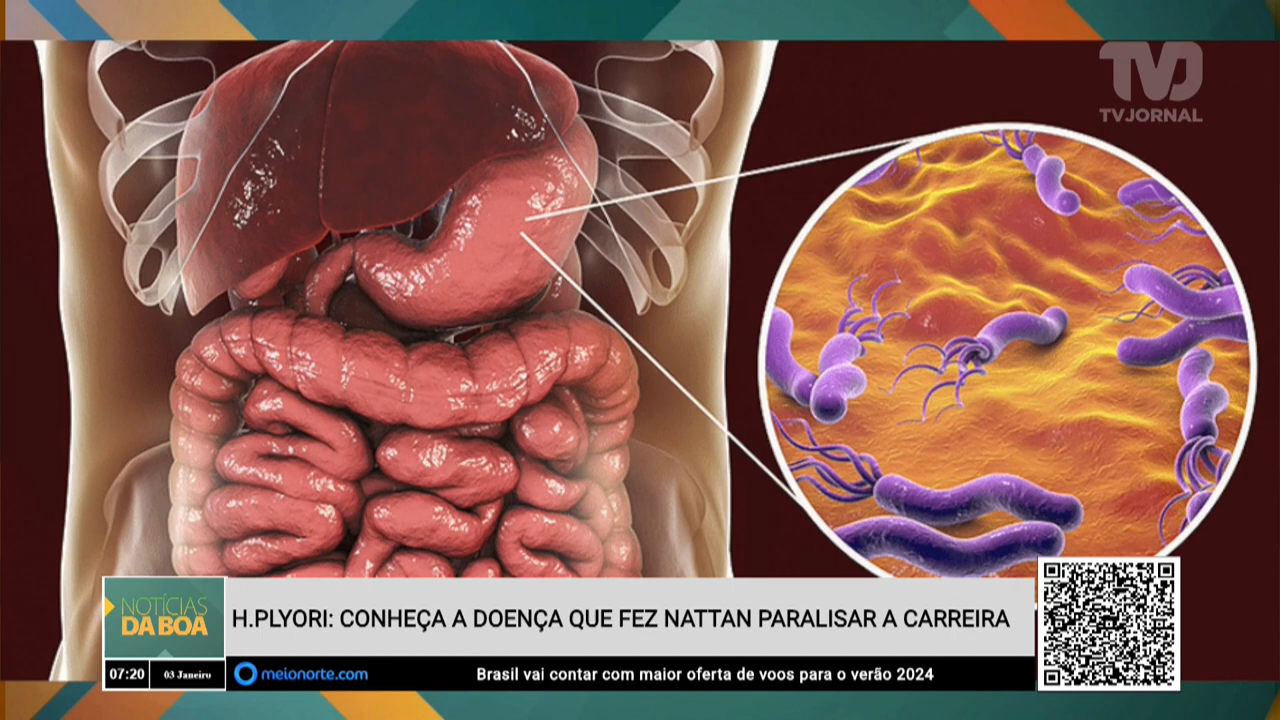 TVJ
TVJORNAL
NOTÍCIAS
DA BOA
H.PLYORI: CONHEÇA A DOENÇA QUE FEZ NATTAN PARALISAR A CARREIRA
07:20
03 Janeiro
meionorte.com
Brasil vai contar com maior oferta de voos para o verão 2024